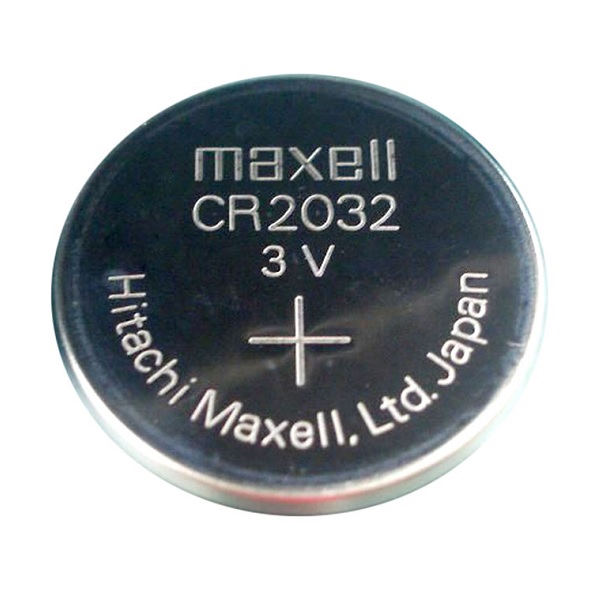 maxell
CR2032
3 V
+
Hitachi Maxell, Ltd. Japan